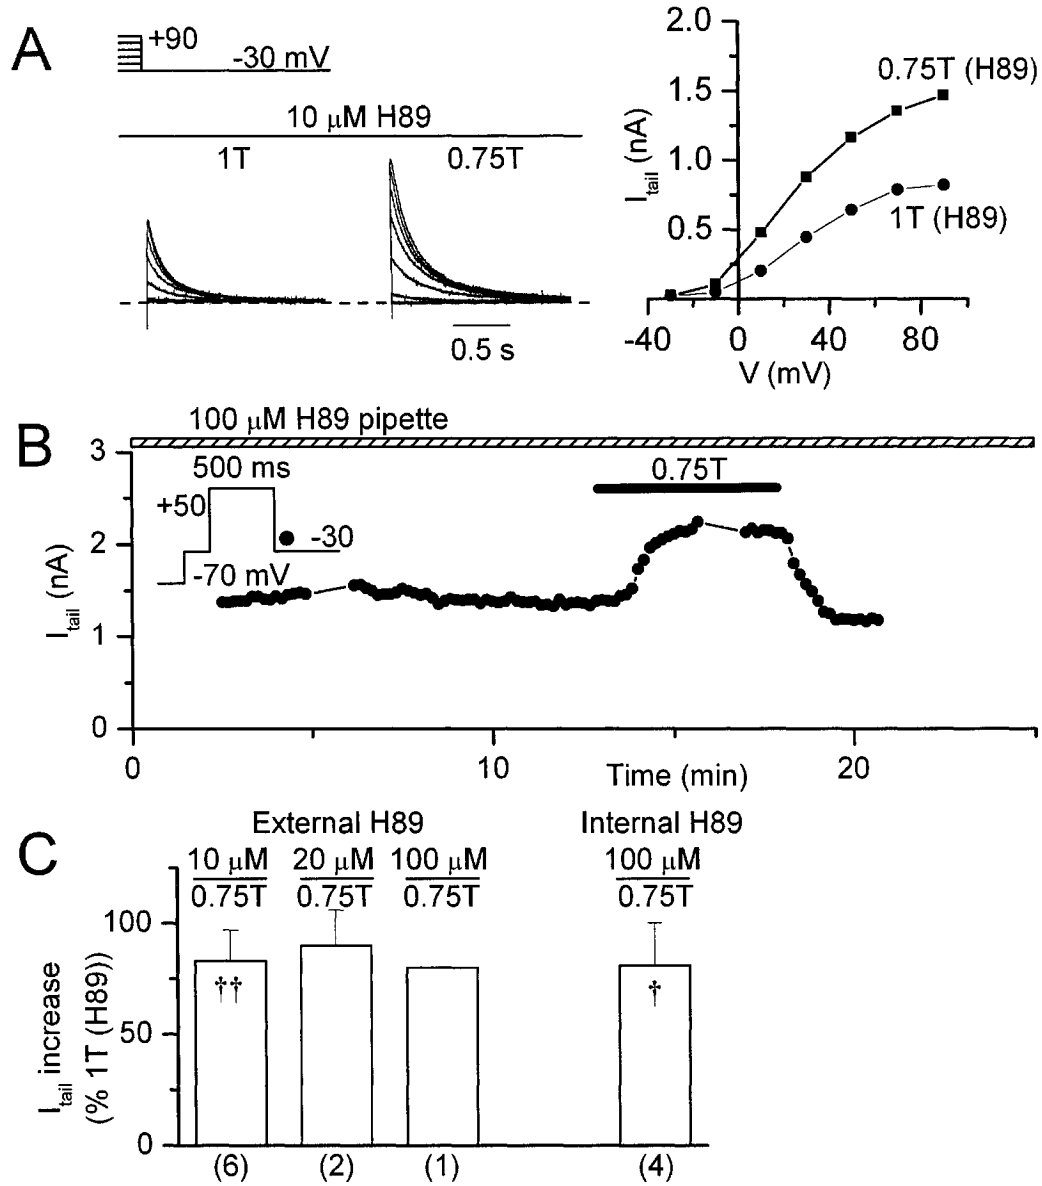 A
+90
-30 mV
10 µM H89
1T
0.75T
0.5 s
2.0
1.5
1.0
0.5
I tail (nA)
0.75T (H89)
1T (H89)
-40
0
40
80
V (mV)
B
100 µM H89 pipette
3
2
1
0
I tail (nA)
500 ms
+50
-30
-70 mV
0.75T
0
10
20
Time (min)
C
External H89
Internal H89
10 µM
20 µM
100 µM
100 µM
0.75T
0.75T
0.75T
0.75T
100
50
0
I tail increase
(% 1T (H89))
††
†
(6)
(2)
(1)
(4)